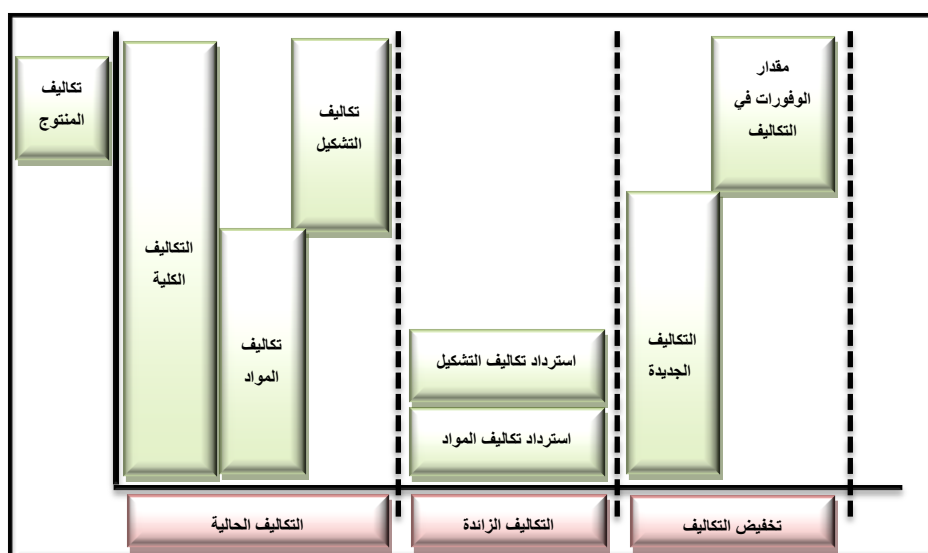 تكاليف
المنتوج
التكاليف
الكلية
تكاليف
المواد
تكاليف
التشكيل
استرداد تكاليف التشكيل
استرداد تكاليف المواد
التكاليف
الجديدة
مقدار
الوفورات في
التكاليف
التكاليف الحالية
التكاليف الزائدة
تخفيض التكاليف